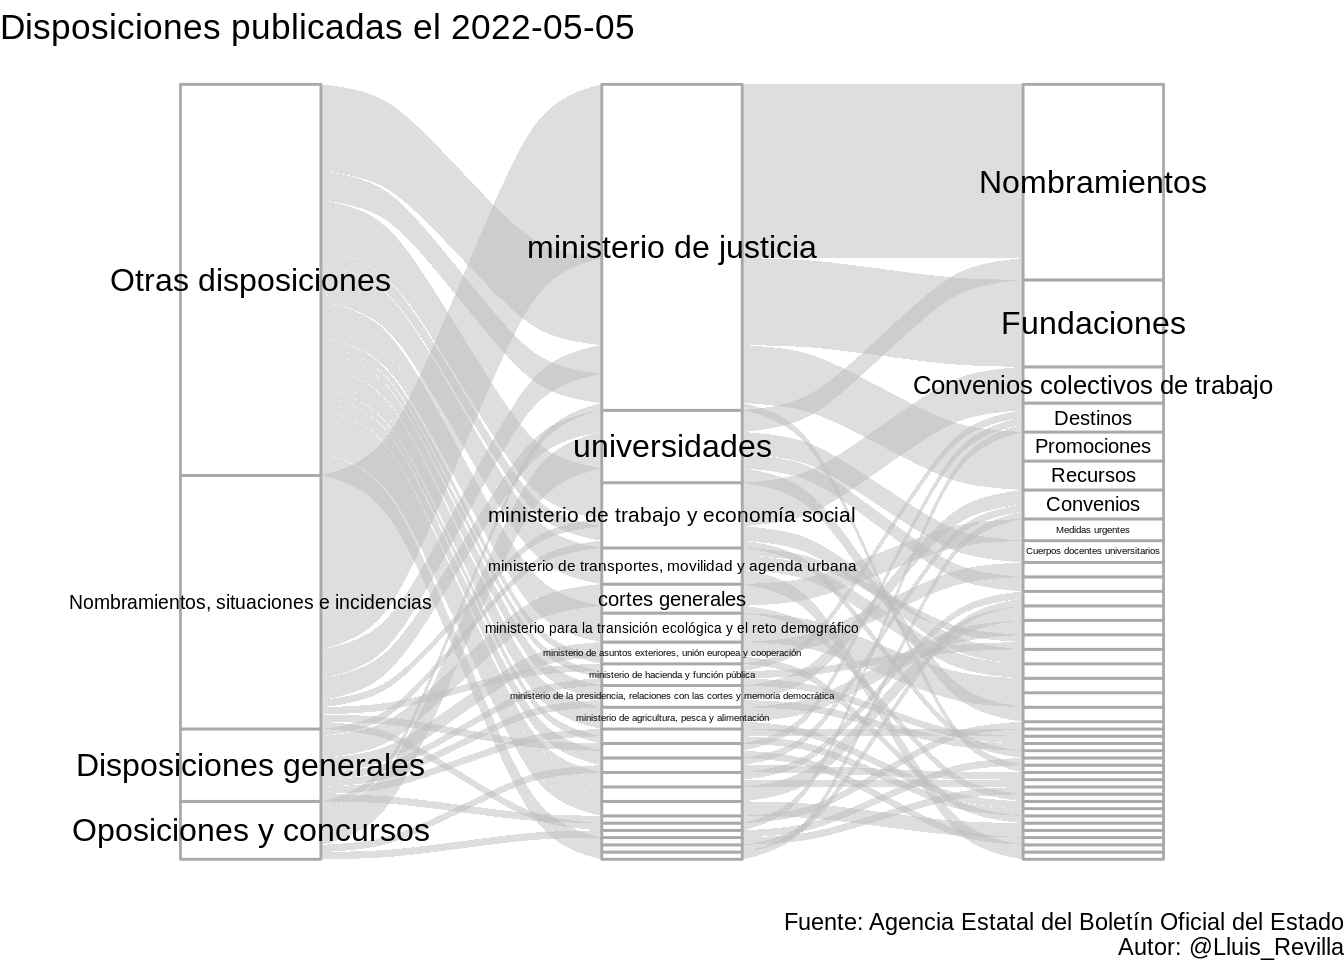 Disposiciones publicadas el 2022-05-05
Otras disposiciones
Nombramientos, situaciones e incidencias
Disposiciones generales
Oposiciones y concursos
ministerio de justicia
universidades
ministerio de trabajo y economía social
ministerio de transportes, movilidad y agenda urbana
cortes generales
ministerio para la transición ecológica y el reto demográfico
ministerio de asuntos exteriores, unión europea y cooperación
ministerio de hacienda y función pública
ministerio de la presidencia, relaciones con las cortes y memoria democrática
ministerio de agricultura, pesca y alimentación
Nombramientos
Fundaciones
Convenios colectivos de trabajo
Destinos
Promociones
Recursos
Convenios
Medidas urgentes
Cuerpos docentes universitarios
Fuente: Agencia Estatal del Boletín Oficial del Estado
Autor: @Lluis_Revilla